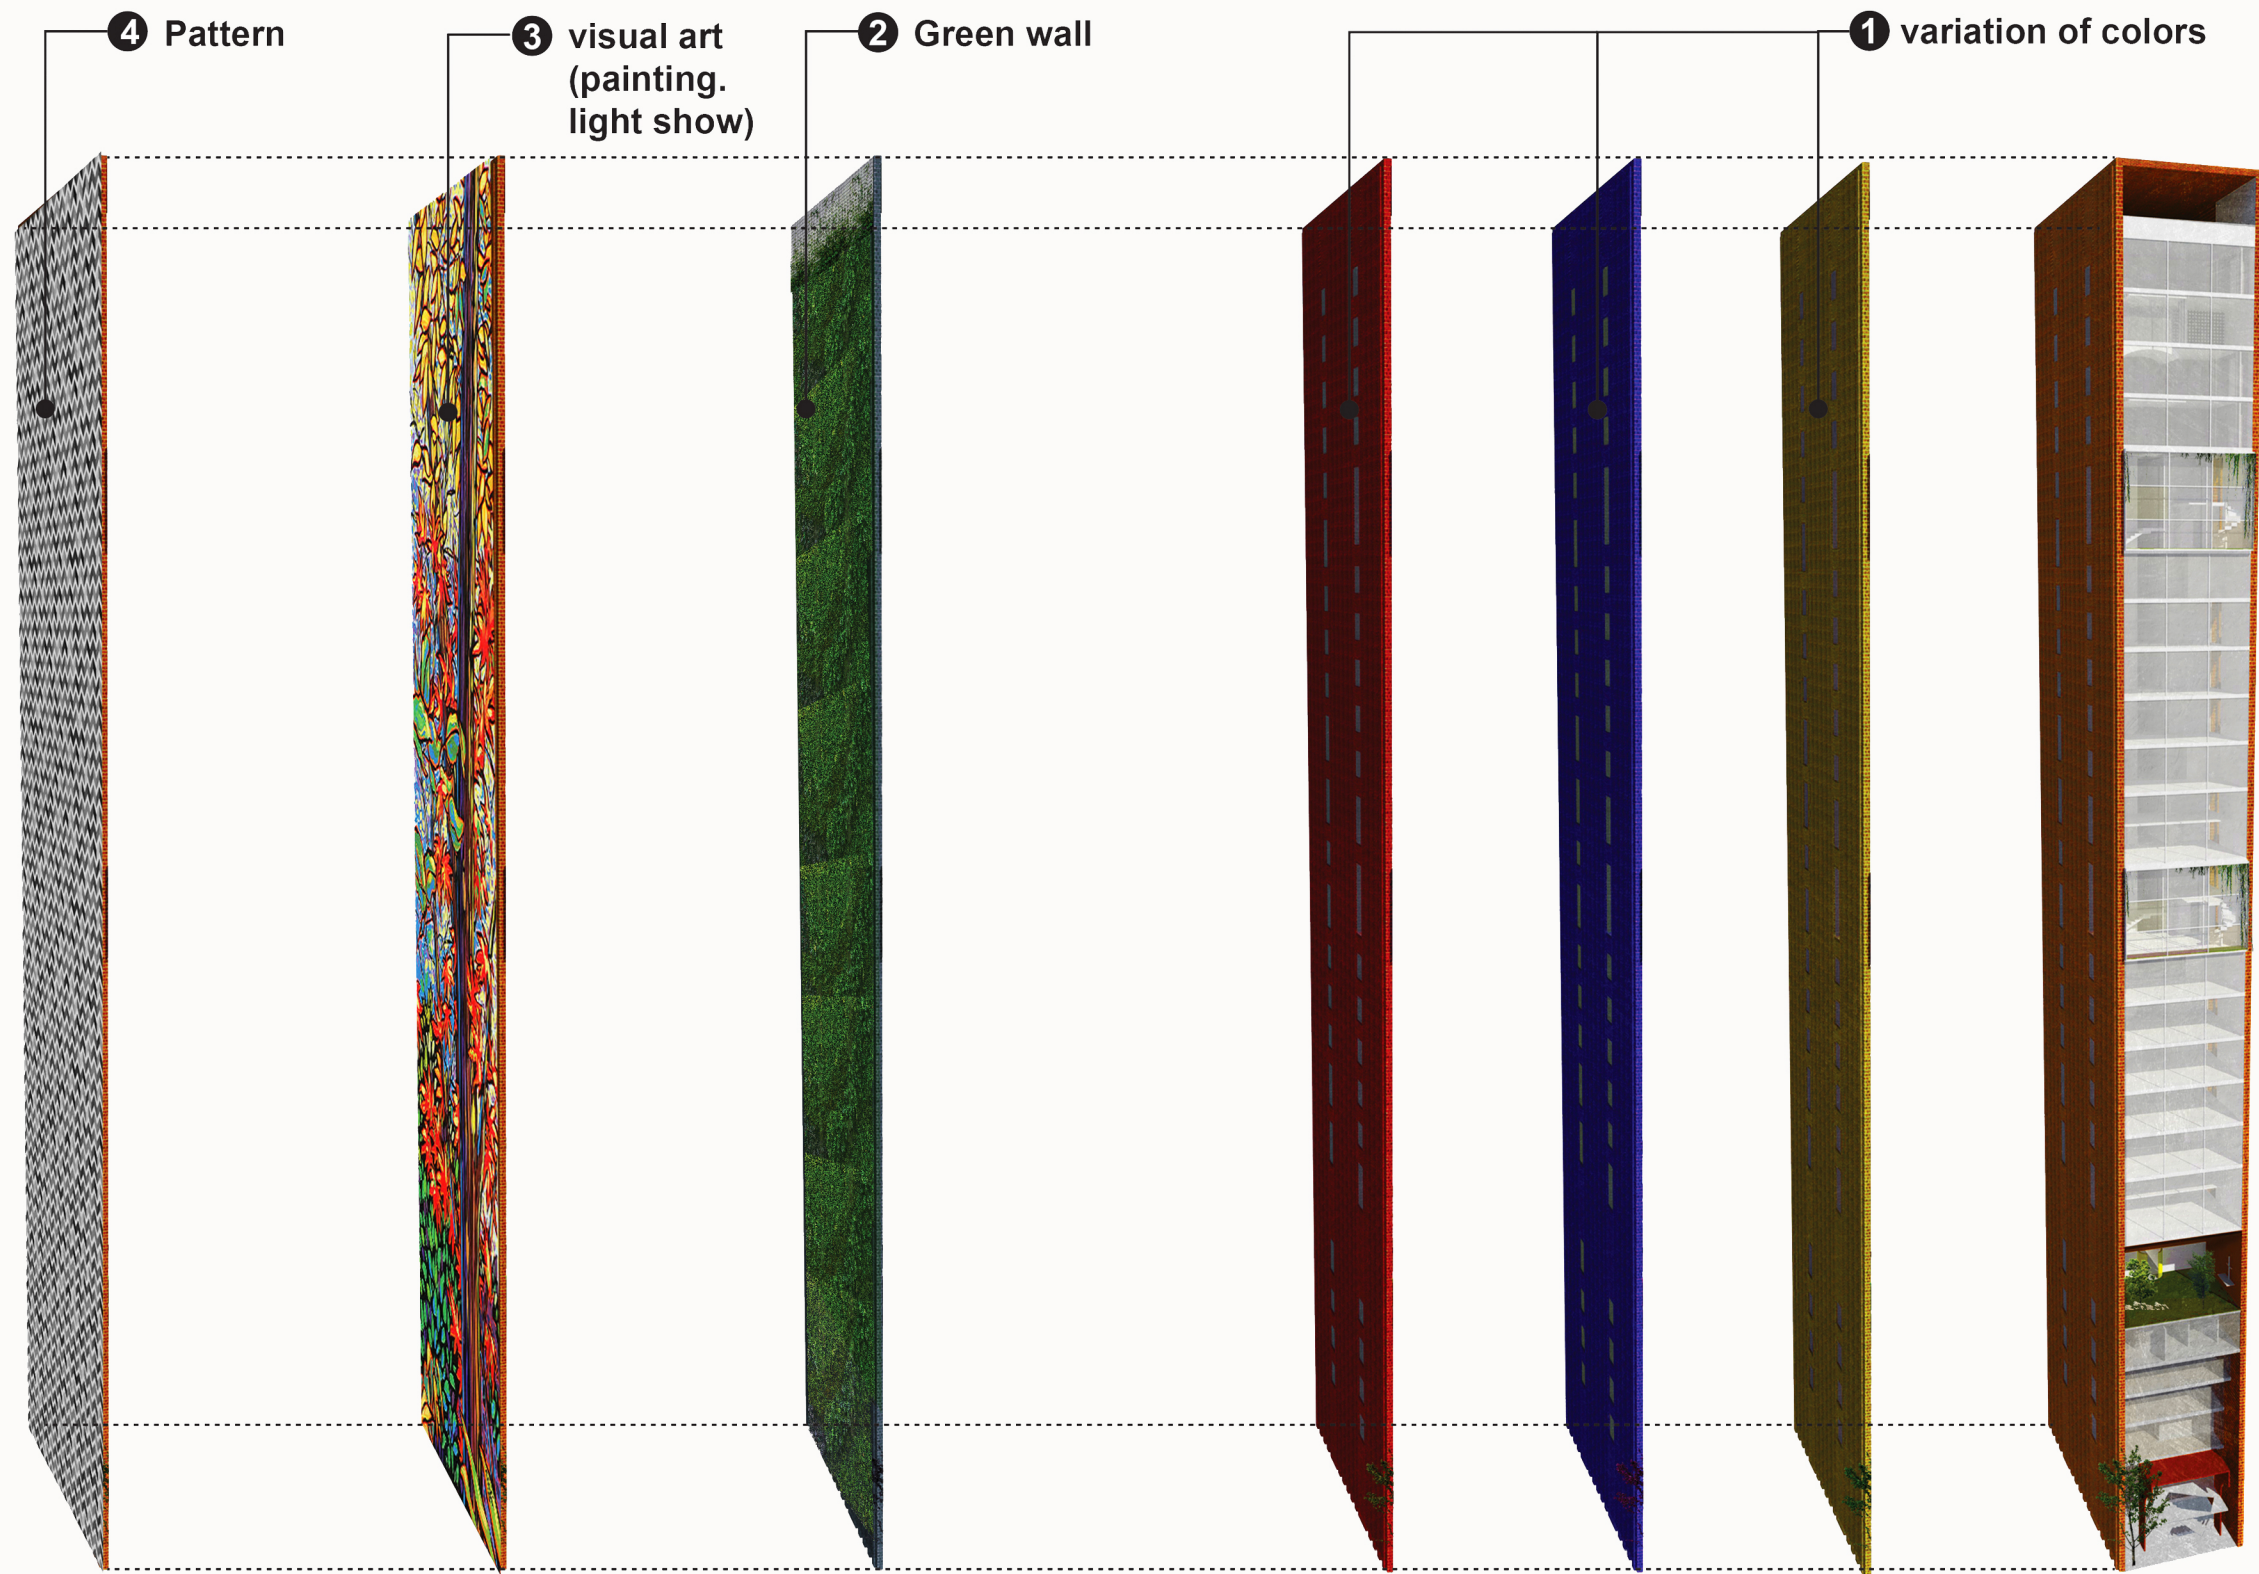 4 Pattern
3 visual art
(painting.
light show)
2 Green wall
1 variation of colors